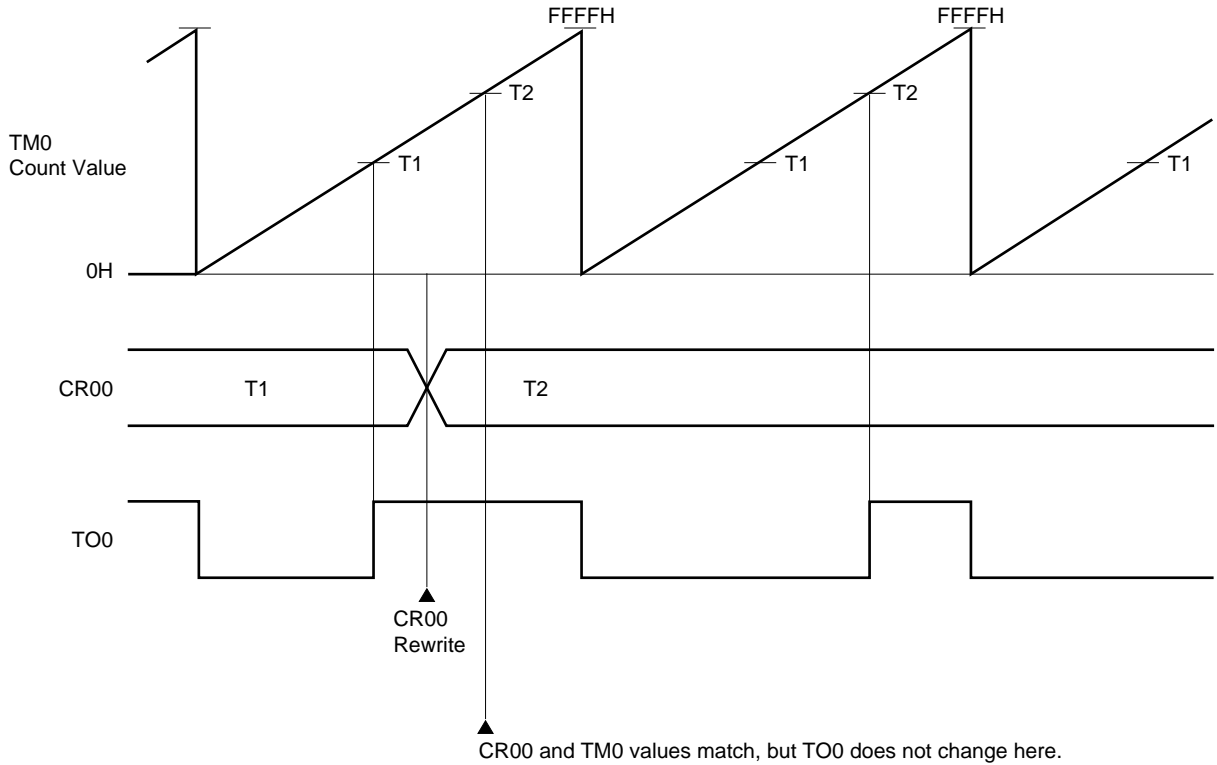 FFFFH
FFFFH
T2
T2
TM0
Count Value
T1
T1
T1
0H
CR00
T1
T2
TO0
CR00
Rewrite
CR00 and TM0 values match, but TO0 does not change here.